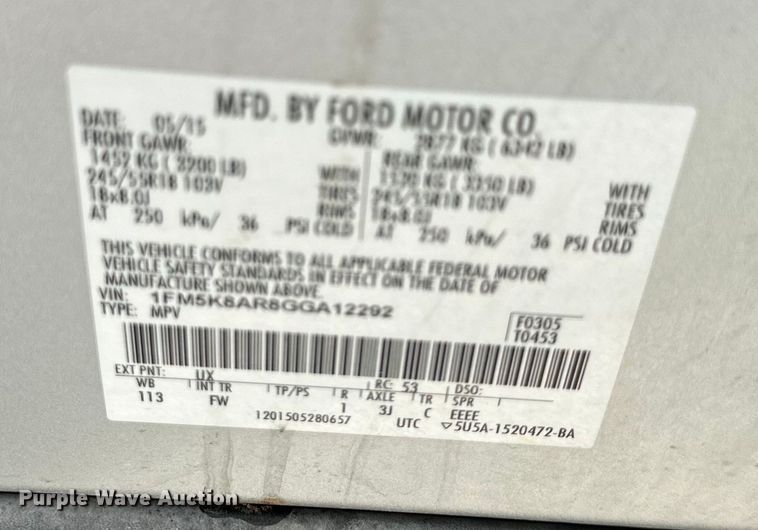 MFD. BY FORD MOTOR CO.
DATE: 05/15 GVWR: 2877 KG ( 6342 LB)
FRONT GAWR: REAR GAWR:
1452 KG ( 3200 LB) WITH 1520 KG ( 3350 LB) WITH
245/55R18 103V TIRES 245/55R18 103V TIRES
18x8.0J RIMS 18x8.0J RIMS
AT 250 kPa/ 36 PSI COLD AT 250 kPa/ 36 PSI COLD
THIS VEHICLE CONFORMS TO ALL APPLICABLE FEDERAL MOTOR
VEHICLE SAFETY STANDARDS IN EFFECT ON THE DATE OF
MANUFACTURE SHOWN ABOVE.
VIN: 1FM5K8AR8GGA12292
TYPE: MPV
F0305
T0453
EXT PNT: UX RC: 53 DSO:
WB INT TR TP/PS R AXLE TR SPR
113 FW 1 3J C EEEE
1201505280657 UTC ▽5U5A-1520472-BA
Purple Wave Auction